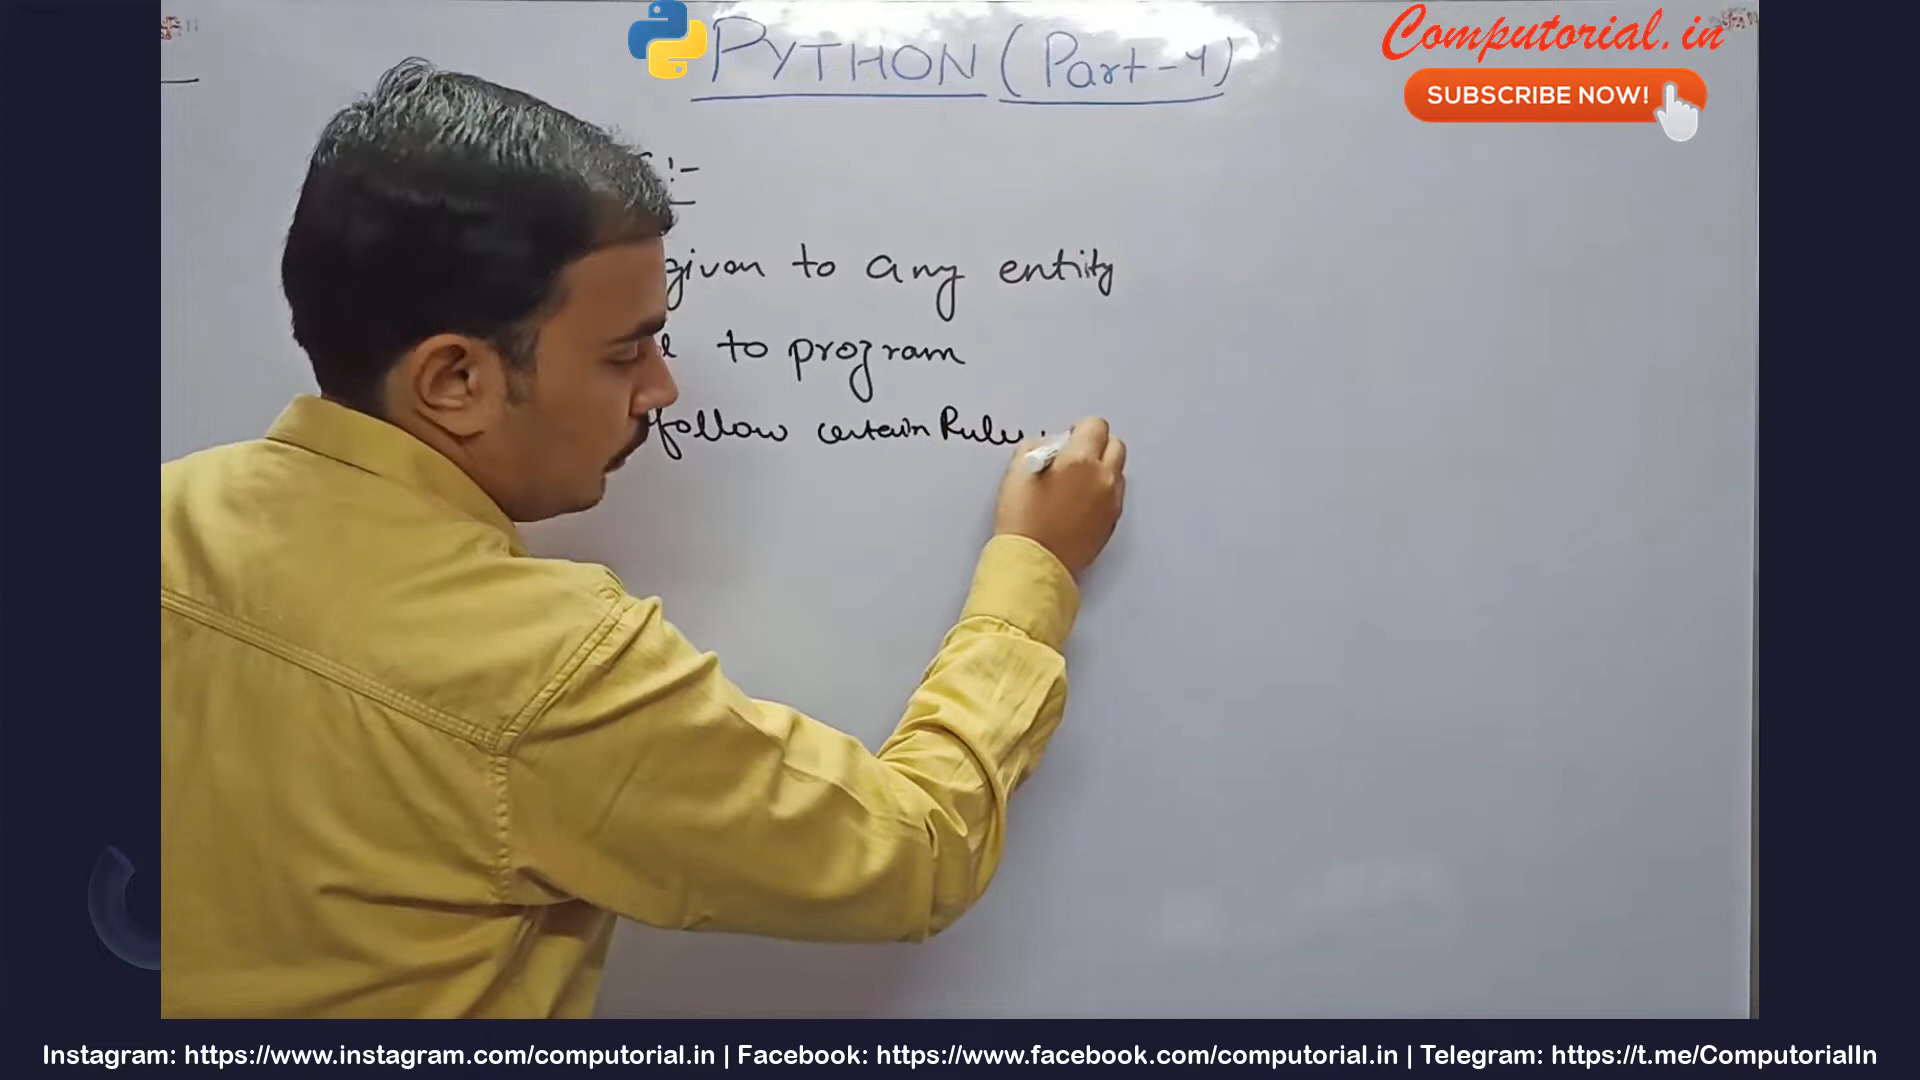 PYTHON (Part-4)
Computorial.in
SUBSCRIBE NOW!
:-
given to any entity
to program
follow certain Rules.
Instagram: https://www.instagram.com/computorial.in | Facebook: https://www.facebook.com/computorial.in | Telegram: https://t.me/ComputorialIn